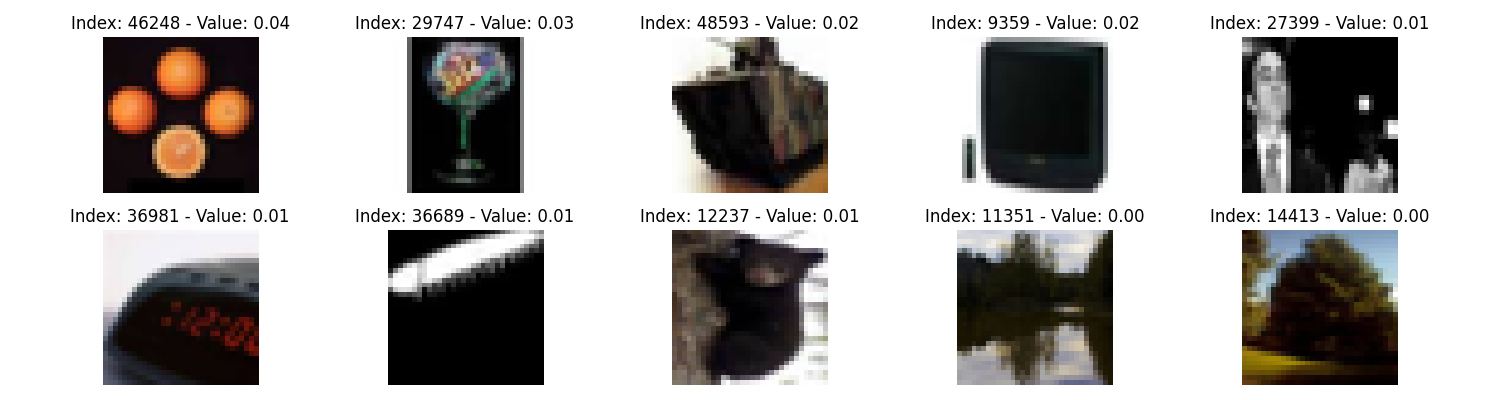 Index: 46248 - Value: 0.04
Index: 29747 - Value: 0.03
Index: 48593 - Value: 0.02
Index: 9359 - Value: 0.02
Index: 27399 - Value: 0.01
Index: 36981 - Value: 0.01
Index: 36689 - Value: 0.01
Index: 12237 - Value: 0.01
Index: 11351 - Value: 0.00
Index: 14413 - Value: 0.00